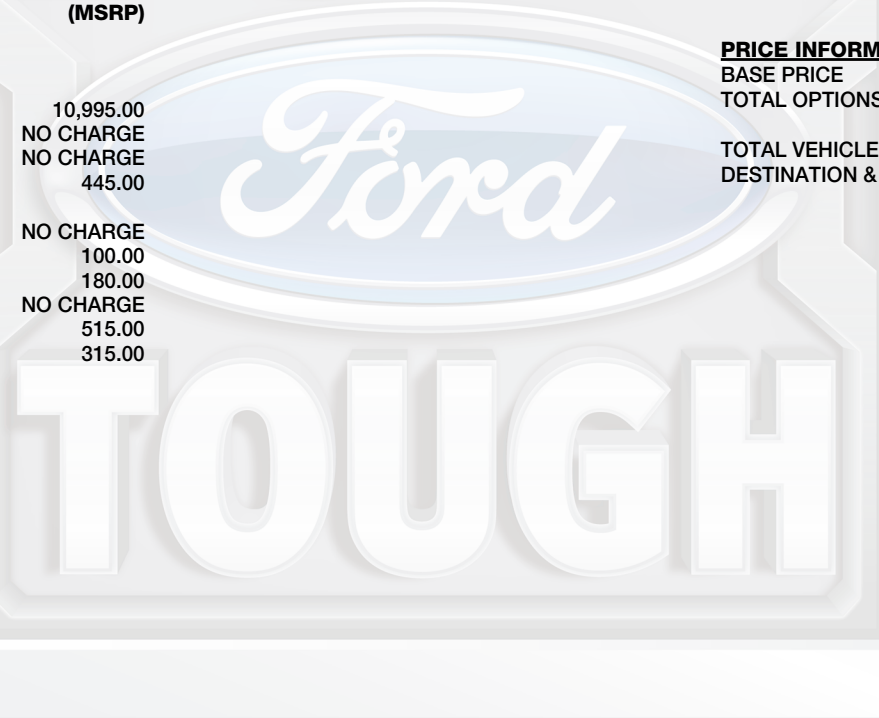 (MSRP)
10,995.00
NO CHARGE
NO CHARGE
445.00
NO CHARGE
100.00
180.00
NO CHARGE
515.00
315.00
PRICE INFORM
BASE PRICE
TOTAL OPTIONS
TOTAL VEHICLE
DESTINATION &
Ford
TOUGH